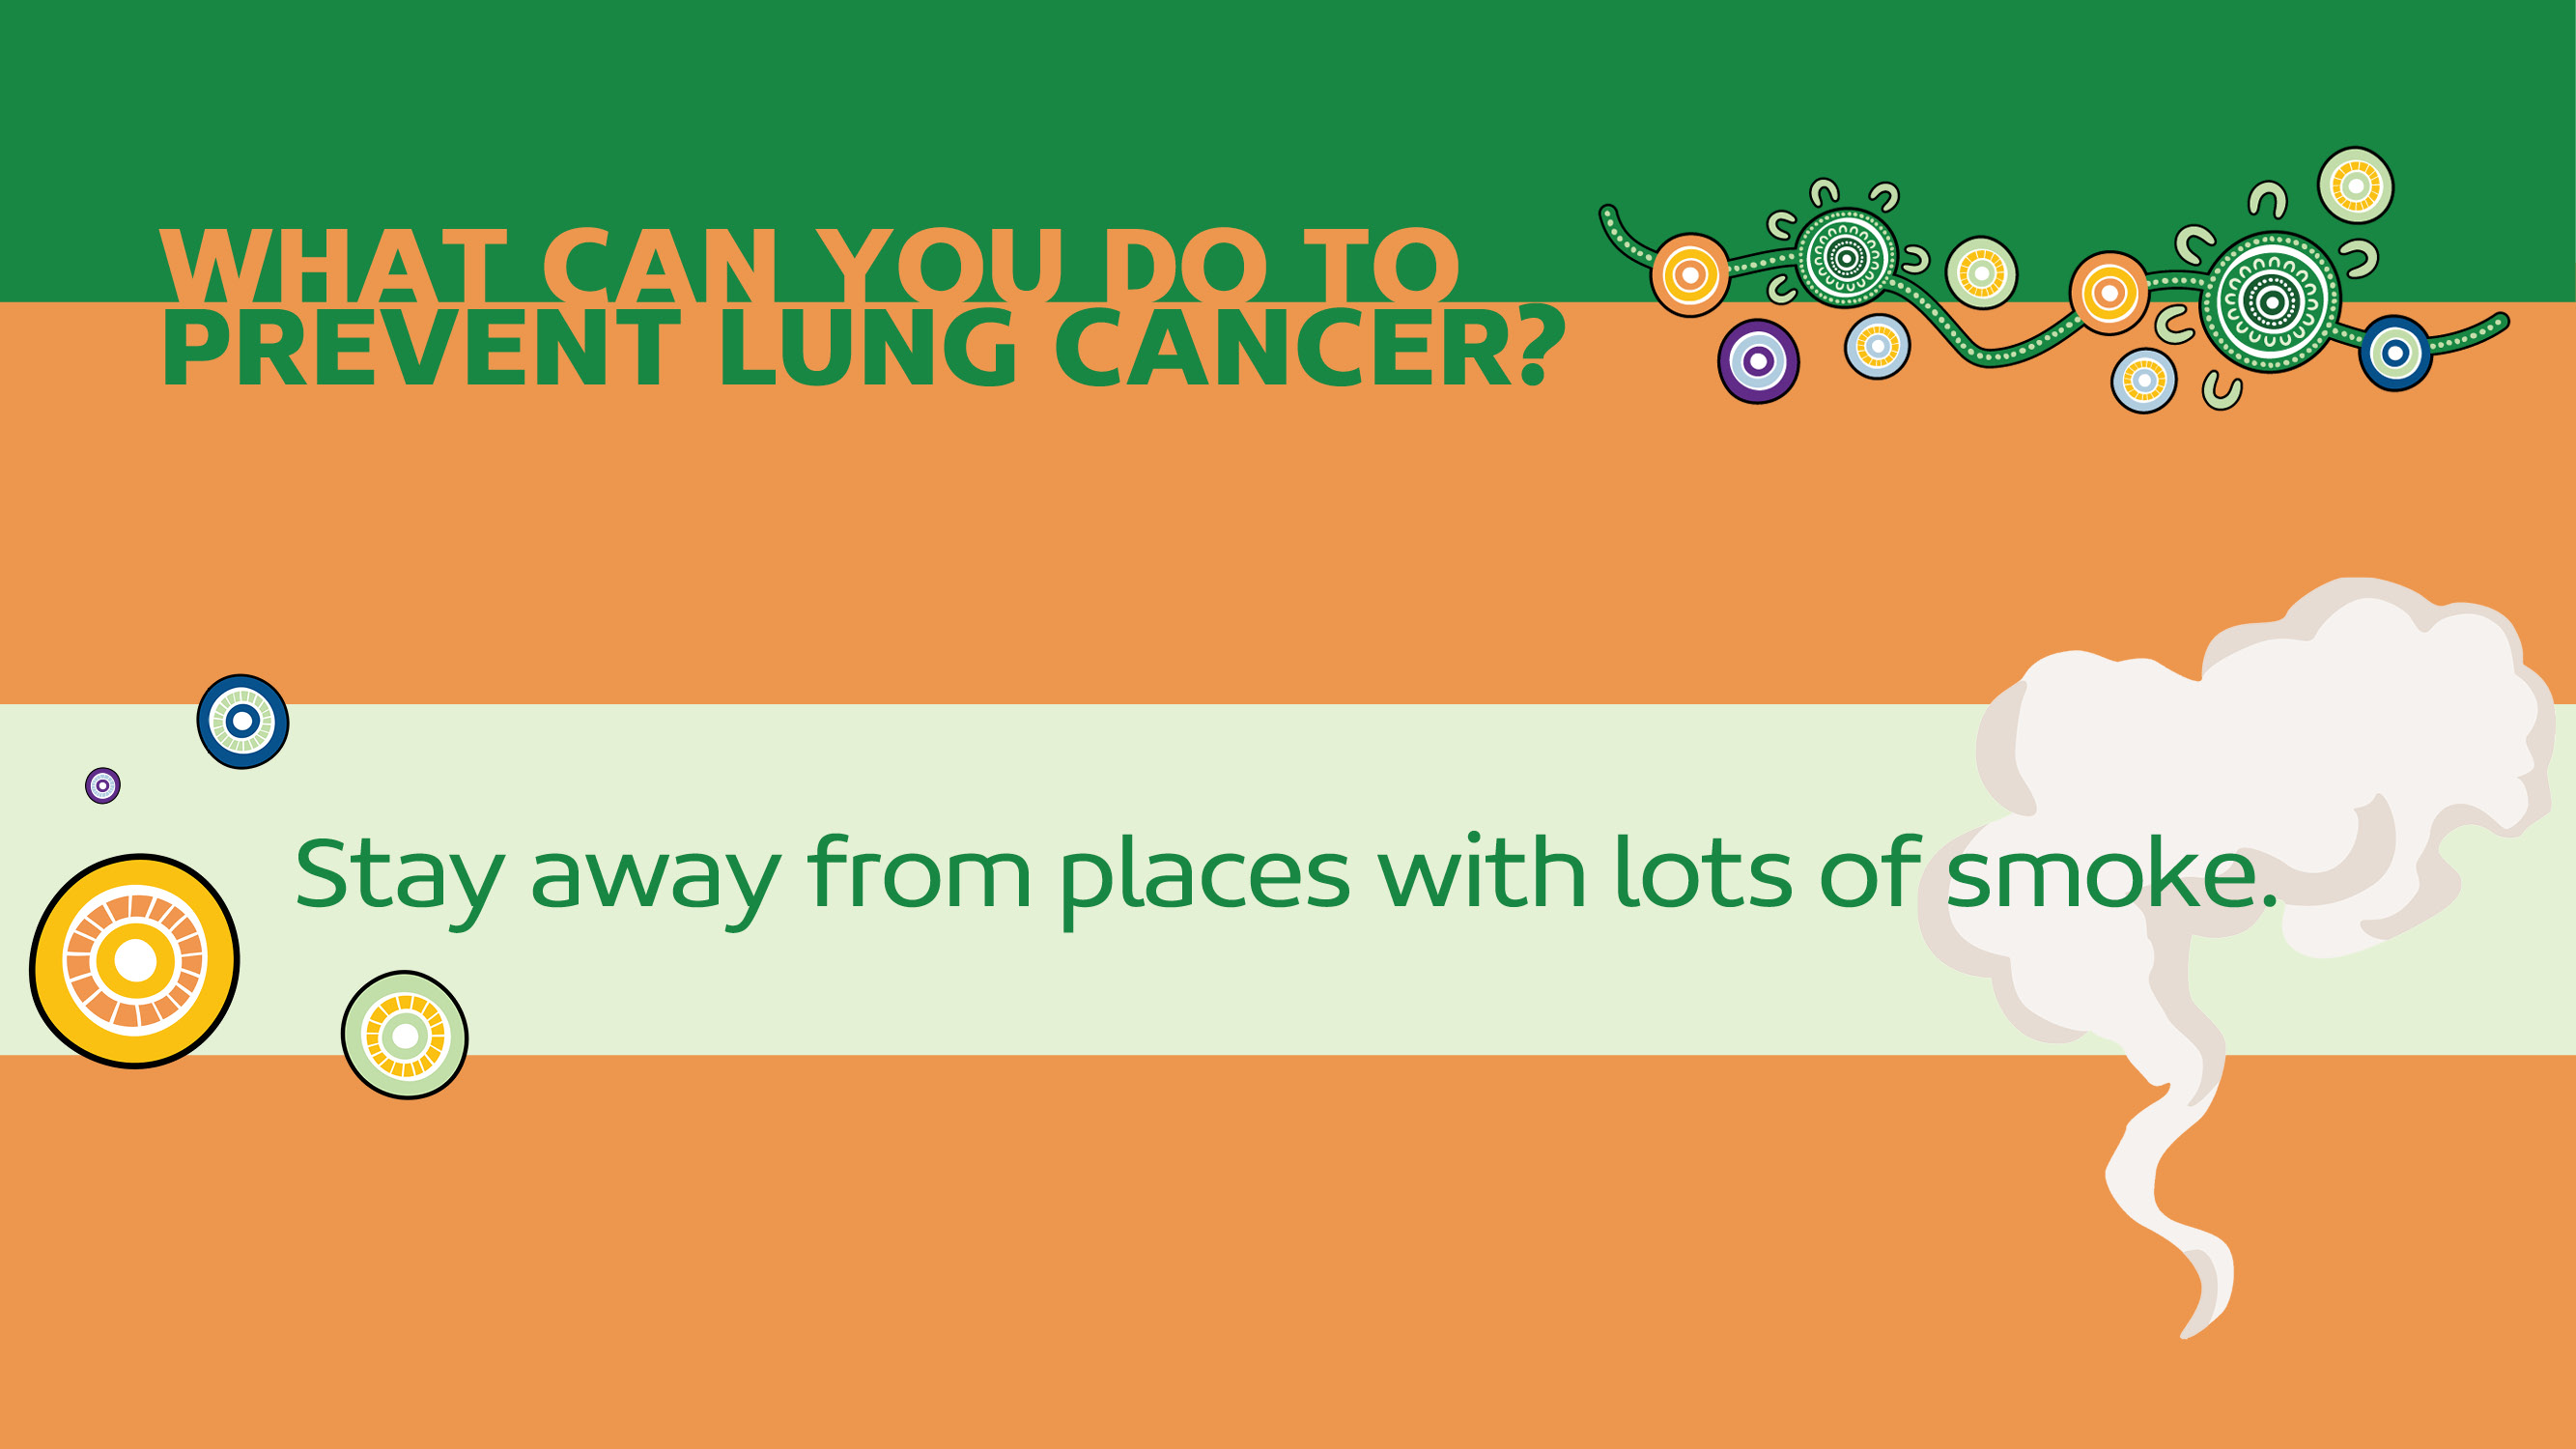 WHAT CAN YOU DO TO
PREVENT LUNG CANCER?
Stay away from places with lots of smoke.